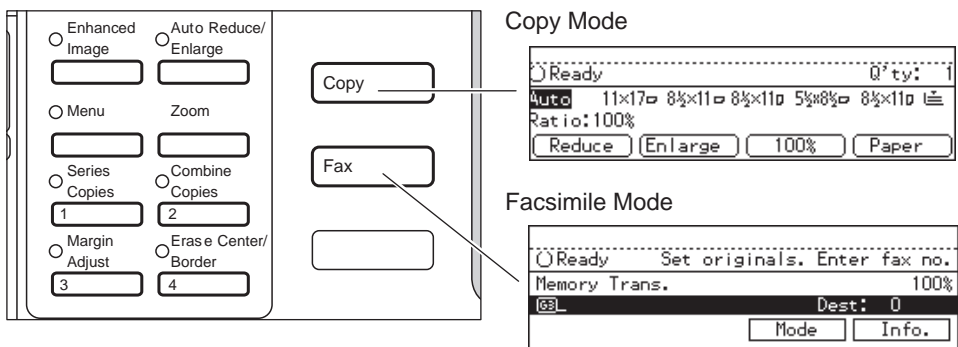 Enhanced
Image
Auto Reduce/
Enlarge
Menu
Zoom
Series
Copies
Combine
Copies
1
2
Margin
Adjust
Erase Center/
Border
3
4
Copy
Fax
Copy Mode
Ready Q'ty: 1
Auto 11×17 8½×11 8½×11 5½×8½ 8½×11
Ratio:100%
Reduce Enlarge 100% Paper
Facsimile Mode
Ready Set originals. Enter fax no.
Memory Trans. 100%
G3 Dest: 0
Mode Info.